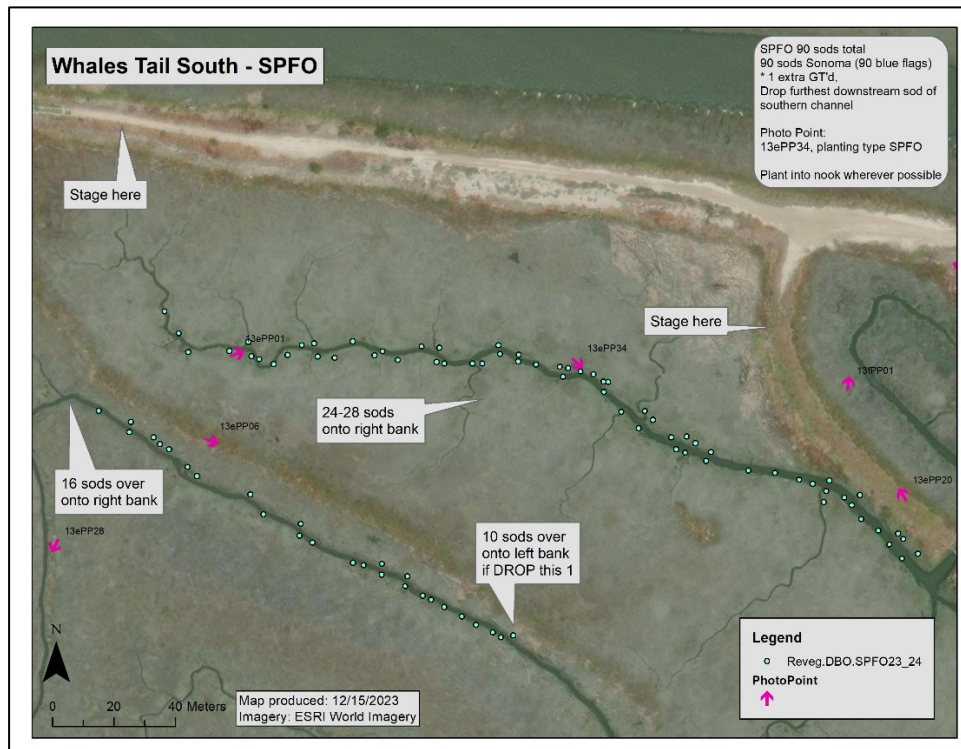 Whales Tail South - SPFO
SPFO 90 sods total
90 sods Sonoma (90 blue flags)
* 1 extra GT'd,
Drop furthest downstream sod of
southern channel
Photo Point:
13ePP34, planting type SPFO
Plant into nook wherever possible
Stage here
Stage here
13ePP01
13ePP34
13fPP01
13ePP06
24-28 sods
onto right bank
16 sods over
onto right bank
13ePP20
13ePP28
10 sods over
onto left bank
if DROP this 1
N
0 20 40 Meters
Map produced: 12/15/2023
Imagery: ESRI World Imagery
Legend
Reveg.DBO.SPFO23_24
PhotoPoint